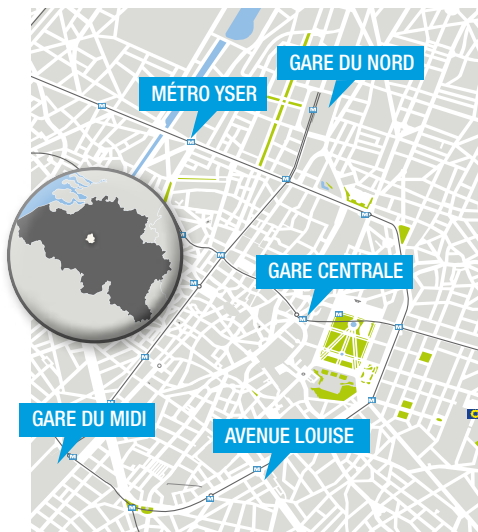 GARE DU NORD
MÉTRO YSER
GARE CENTRALE
GARE DU MIDI
AVENUE LOUISE